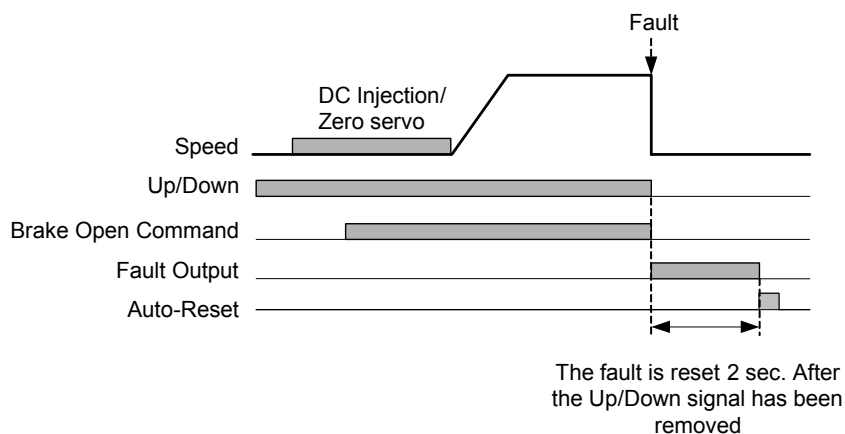 Fault
DC Injection/
Zero servo
Speed
Up/Down
Brake Open Command
Fault Output
Auto-Reset
The fault is reset 2 sec. After
the Up/Down signal has been
removed